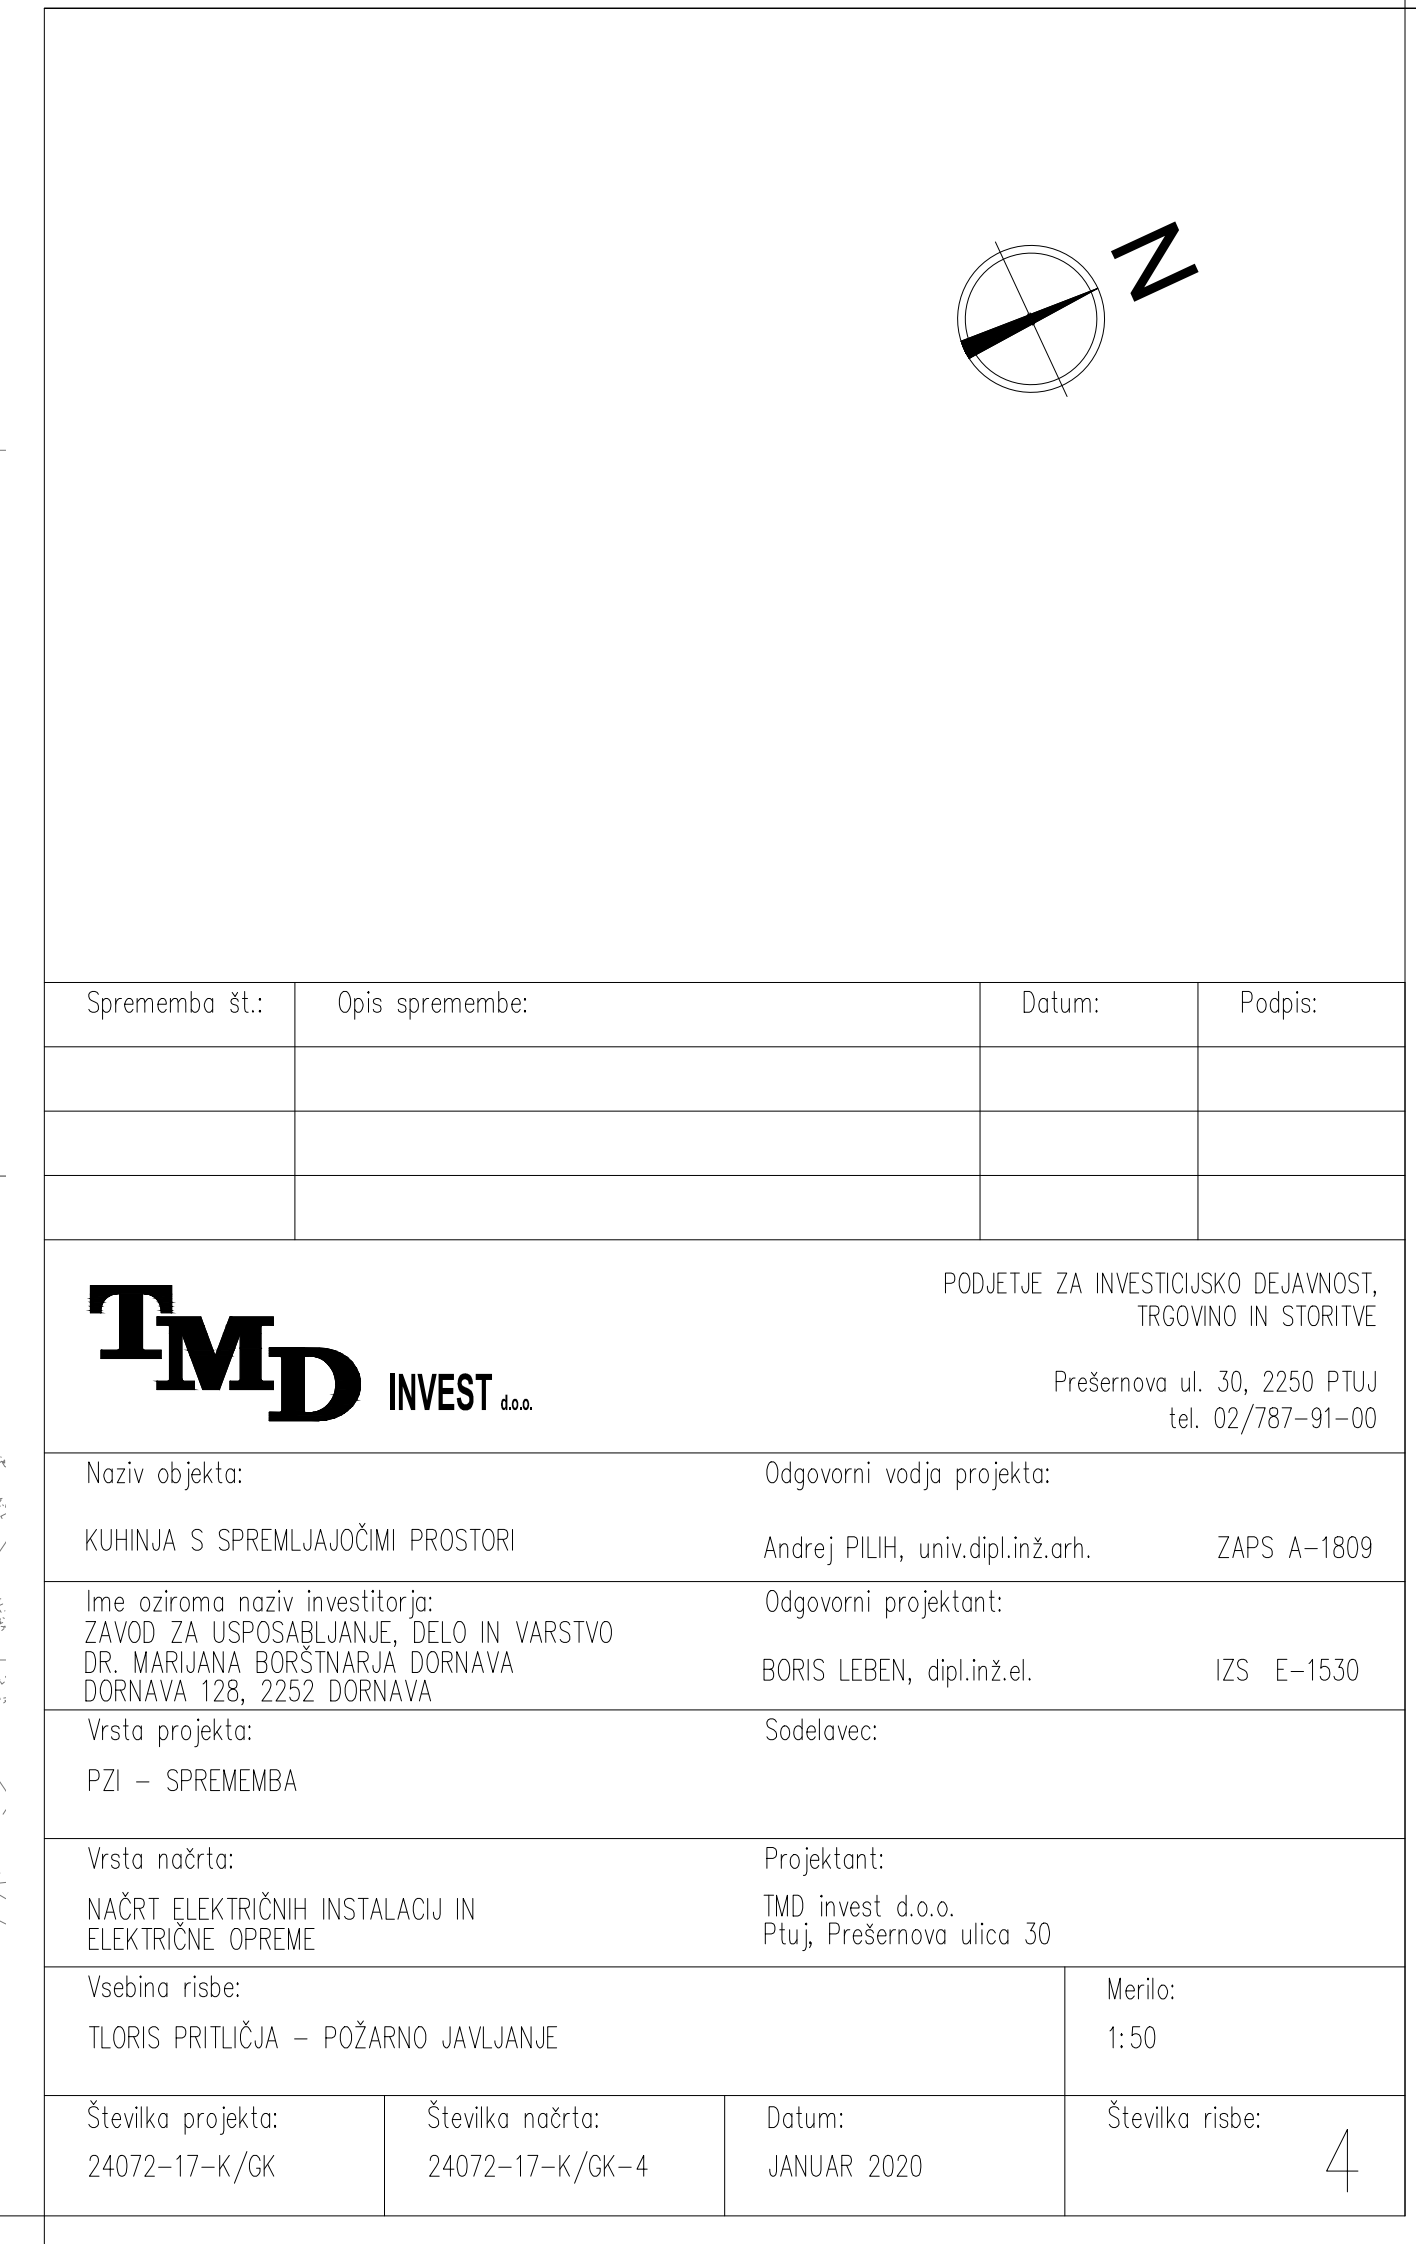 N
Sprememba št.: Opis spremembe: Datum: Podpis:
TMD INVEST d.o.o.
PODJETJE ZA INVESTICIJSKO DEJAVNOST,
TRGOVINO IN STORITVE
Prešernova ul. 30, 2250 PTUJ
tel. 02/787-91-00
Naziv objekta:
KUHINJA S SPREMLJAJOČIMI PROSTORI
Odgovorni vodja projekta:
Andrej PILIH, univ.dipl.inž.arh. ZAPS A-1809
Ime oziroma naziv investitorja:
ZAVOD ZA USPOSABLJANJE, DELO IN VARSTVO
DR. MARIJANA BORŠTNARJA DORNAVA
DORNAVA 128, 2252 DORNAVA
Odgovorni projektant:
BORIS LEBEN, dipl.inž.el. IZS E-1530
Vrsta projekta:
PZI - SPREMEMBA
Sodelavec:
Vrsta načrta:
NAČRT ELEKTRIČNIH INSTALACIJ IN
ELEKTRIČNE OPREME
Projektant:
TMD invest d.o.o.
Ptuj, Prešernova ulica 30
Vsebina risbe:
TLORIS PRITLIČJA - POŽARNO JAVLJANJE
Merilo:
1:50
Številka projekta:
24072-17-K/GK
Številka načrta:
24072-17-K/GK-4
Datum:
JANUAR 2020
Številka risbe:
4